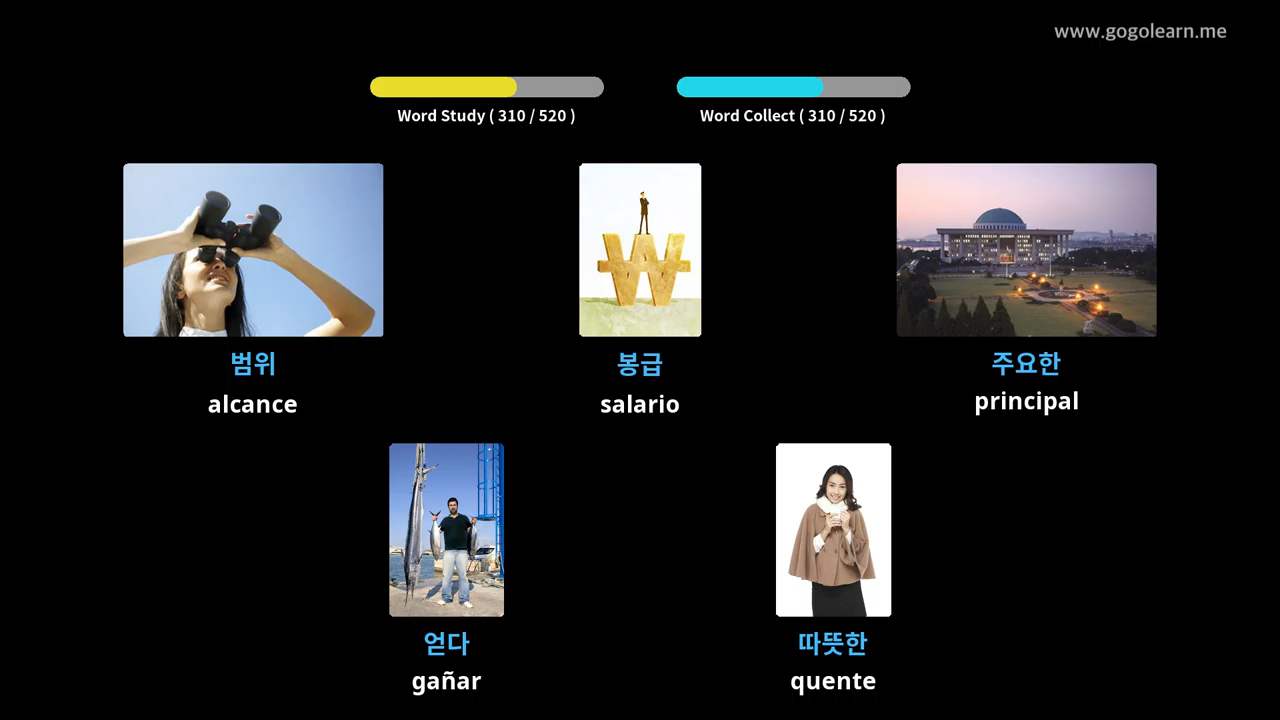 www.gogolearn.me
Word Study ( 310 / 520 )
Word Collect ( 310 / 520 )
범위
봉급
주요한
alcance
salario
principal
얻다
따뜻한
gañar
quente